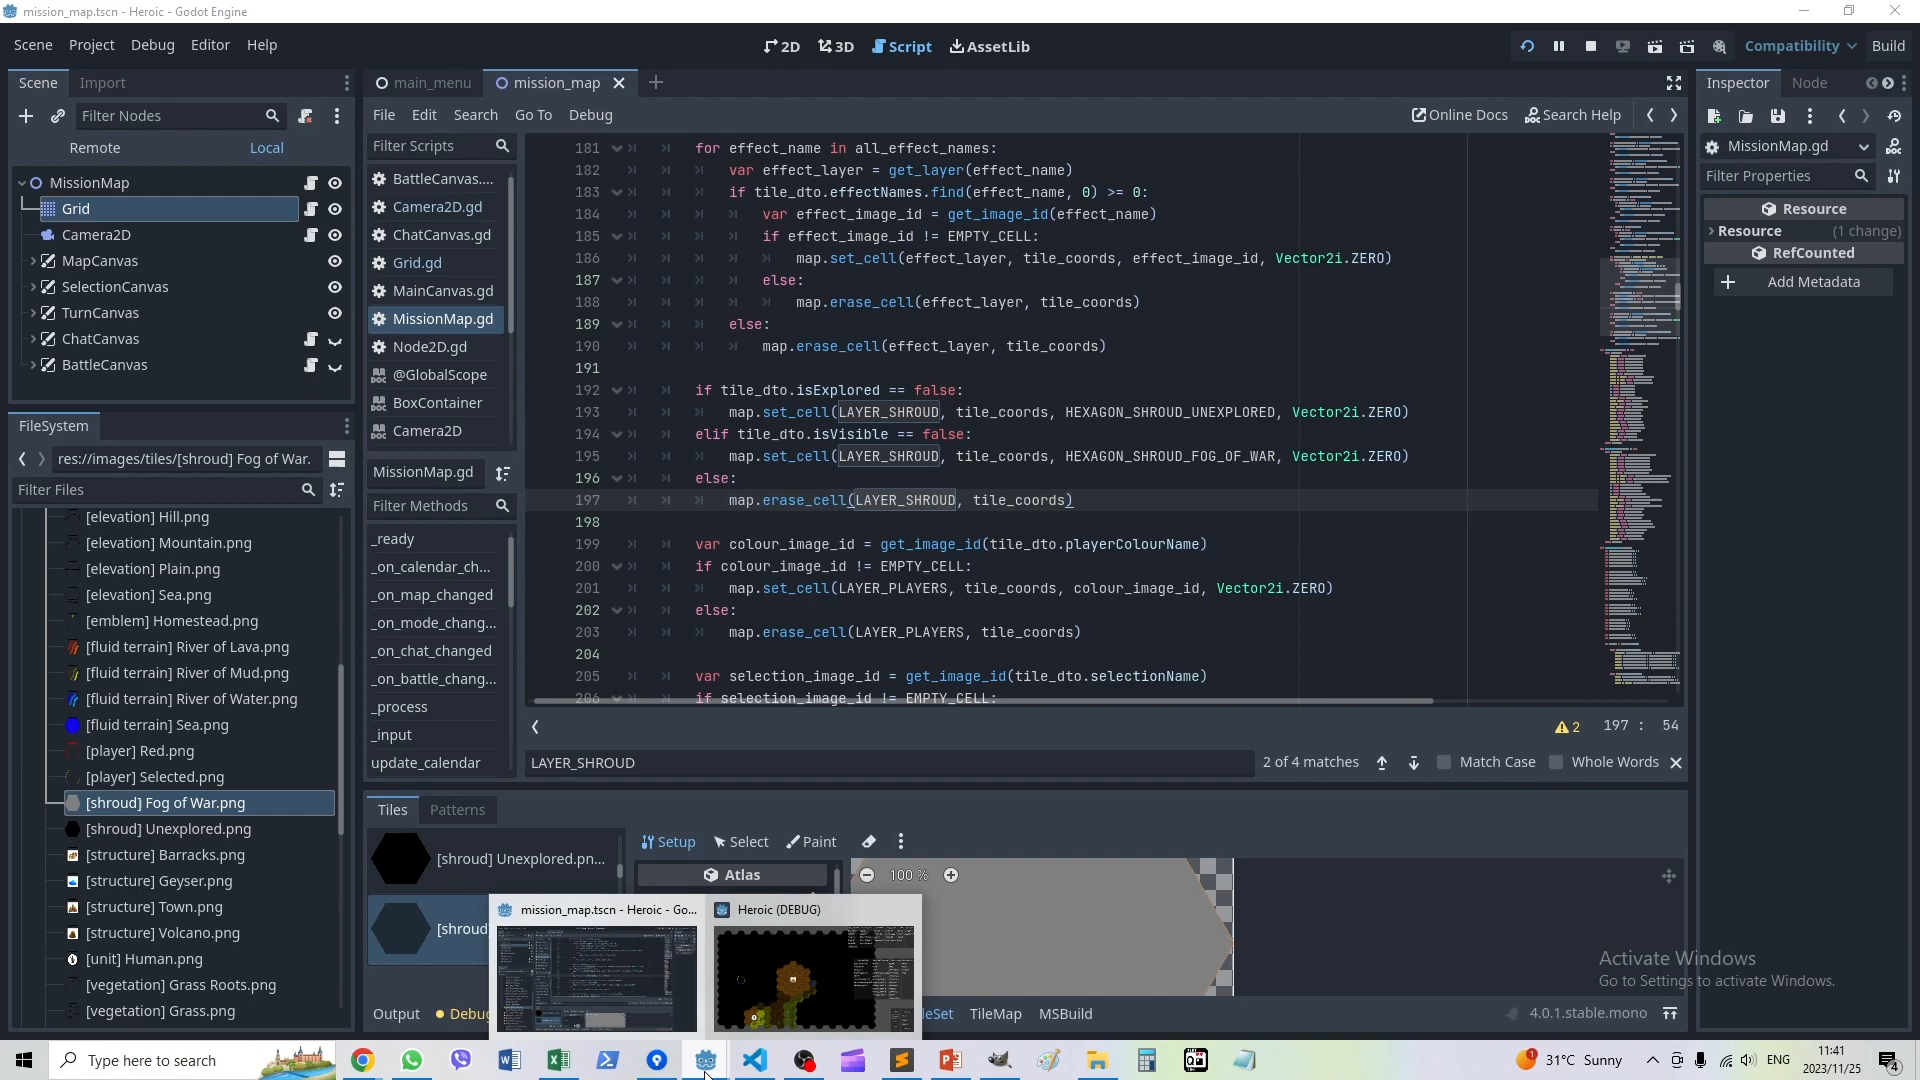 mission_map.tscn - Heroic - Godot Engine
Scene Project Debug Editor Help
2D 3D Script AssetLib
Compatibility Build
Scene Import
main_menu mission_map
Inspector Node
Filter Nodes
File Edit Search Go To Debug
Online Docs Search Help
Remote Local
Filter Scripts
MissionMap.gd
Filter Properties
MissionMap
Grid
Camera2D
MapCanvas
SelectionCanvas
TurnCanvas
ChatCanvas
BattleCanvas
BattleCanvas....
Camera2D.gd
ChatCanvas.gd
Grid.gd
MainCanvas.gd
MissionMap.gd
Node2D.gd
@GlobalScope
BoxContainer
Camera2D
MissionMap.gd
Filter Methods
_ready
_on_calendar_ch...
_on_map_changed
_on_mode_chang...
_on_chat_changed
_on_battle_chang...
_process
_input
update_calendar
181 for effect_name in all_effect_names:
182 var effect_layer = get_layer(effect_name)
183 if tile_dto.effectNames.find(effect_name, 0) >= 0:
184 var effect_image_id = get_image_id(effect_name)
185 if effect_image_id != EMPTY_CELL:
186 map.set_cell(effect_layer, tile_coords, effect_image_id, Vector2i.ZERO)
187 else:
188 map.erase_cell(effect_layer, tile_coords)
189 else:
190 map.erase_cell(effect_layer, tile_coords)
191
192 if tile_dto.isExplored == false:
193 map.set_cell(LAYER_SHROUD, tile_coords, HEXAGON_SHROUD_UNEXPLORED, Vector2i.ZERO)
194 elif tile_dto.isVisible == false:
195 map.set_cell(LAYER_SHROUD, tile_coords, HEXAGON_SHROUD_FOG_OF_WAR, Vector2i.ZERO)
196 else:
197 map.erase_cell(LAYER_SHROUD, tile_coords)
198
199 var colour_image_id = get_image_id(tile_dto.playerColourName)
200 if colour_image_id != EMPTY_CELL:
201 map.set_cell(LAYER_PLAYERS, tile_coords, colour_image_id, Vector2i.ZERO)
202 else:
203 map.erase_cell(LAYER_PLAYERS, tile_coords)
204
205 var selection_image_id = get_image_id(tile_dto.selectionName)
206 if selection_image_id != EMPTY_CELL:
2 197 : 54
LAYER_SHROUD 2 of 4 matches Match Case Whole Words
Resource
Resource (1 change)
RefCounted
Add Metadata
FileSystem
res://images/tiles/[shroud] Fog of War.
Filter Files
[elevation] Hill.png
[elevation] Mountain.png
[elevation] Plain.png
[elevation] Sea.png
[emblem] Homestead.png
[fluid terrain] River of Lava.png
[fluid terrain] River of Mud.png
[fluid terrain] River of Water.png
[fluid terrain] Sea.png
[player] Red.png
[player] Selected.png
[shroud] Fog of War.png
[shroud] Unexplored.png
[structure] Barracks.png
[structure] Geyser.png
[structure] Town.png
[structure] Volcano.png
[unit] Human.png
[vegetation] Grass Roots.png
[vegetation] Grass.png
Tiles Patterns
[shroud] Unexplored.pn...
[shroud
Setup Select Paint
Atlas
100 %
mission_map.tscn - Heroic - Go...
Heroic (DEBUG)
Output Debug
eSet TileMap MSBuild
4.0.1.stable.mono
Activate Windows
Go to Settings to activate Windows.
Type here to search
31°C Sunny
ENG
11:41
2023/11/25
4